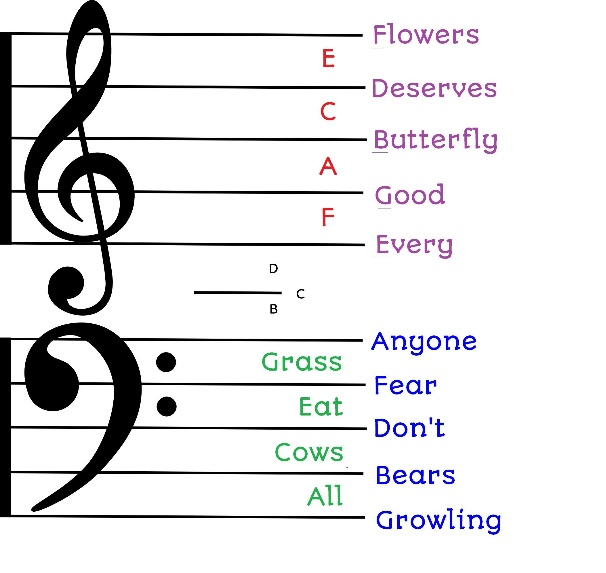 Flowers
E
Deserves
C
Butterfly
A
Good
F
Every
D
C
B
Anyone
Grass
Fear
Eat
Don't
Cows
Bears
All
Growling